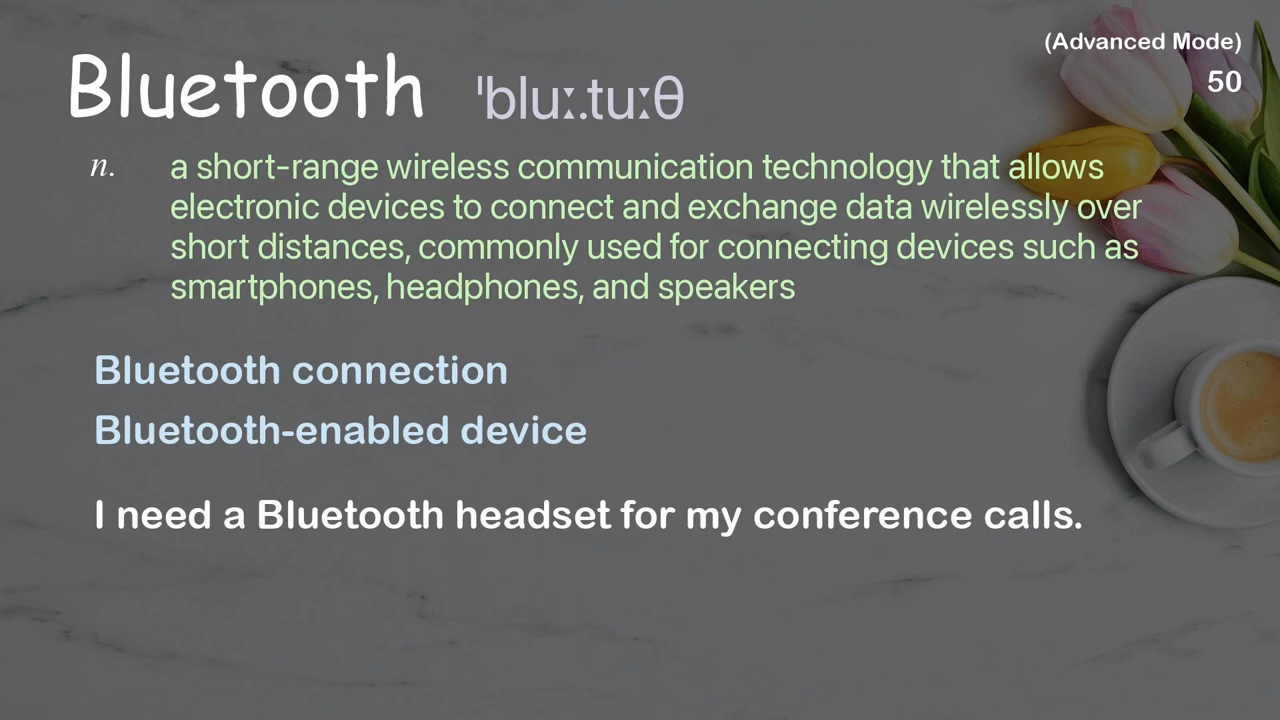 (Advanced Mode)
Bluetooth ˈbluː.tuːθ
50
n. a short-range wireless communication technology that allows
electronic devices to connect and exchange data wirelessly over
short distances, commonly used for connecting devices such as
smartphones, headphones, and speakers
Bluetooth connection
Bluetooth-enabled device
I need a Bluetooth headset for my conference calls.